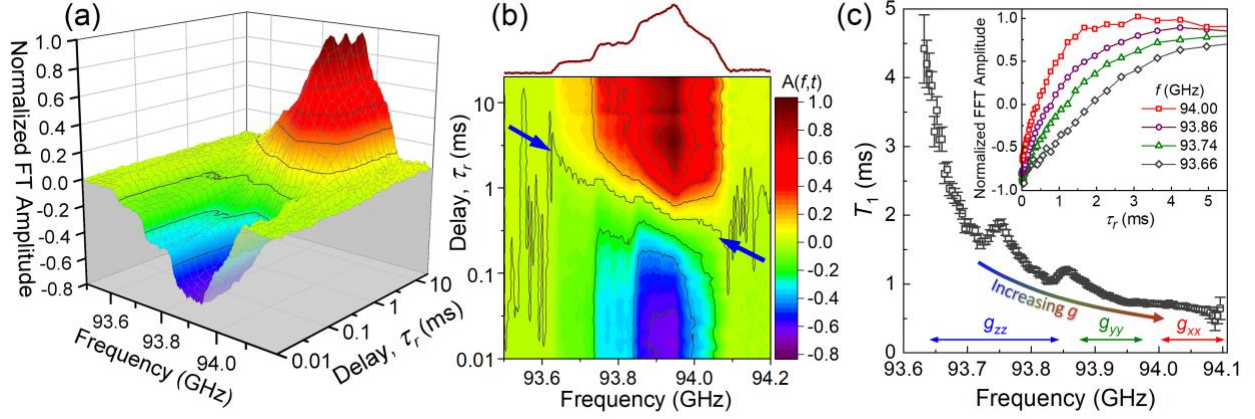 (a)
Normalized FT Amplitude
1.0
0.8
0.6
0.4
0.2
0.0
-0.2
-0.4
-0.6
-0.8
93.6
93.8
94.0
Frequency (GHz)
0.01
0.1
1
10
Delay, τr (ms)
(b)
A(f,t)
1.0
0.8
0.6
0.4
0.2
0.0
-0.2
-0.4
-0.6
-0.8
Delay, τr (ms)
10
1
0.1
0.01
93.6 93.8 94.0 94.2
Frequency (GHz)
(c)
T1 (ms)
5
4
3
2
1
0
93.6 93.7 93.8 93.9 94.0 94.1
Frequency (GHz)
Increasing g
gzz
gyy
gxx
Normalized FFT Amplitude
1.0
0.5
0.0
-0.5
-1.0
0 1 2 3 4 5
τr (ms)
f (GHz)
94.00
93.86
93.74
93.66